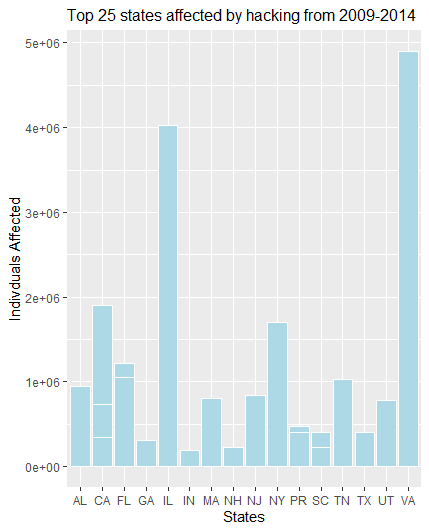 Top 25 states affected by hacking from 2009-2014
Indivduals Affected
5e+06
4e+06
3e+06
2e+06
1e+06
0e+00
AL CA FL GA IL IN MA NH NJ NY PR SC TN TX UT VA
States